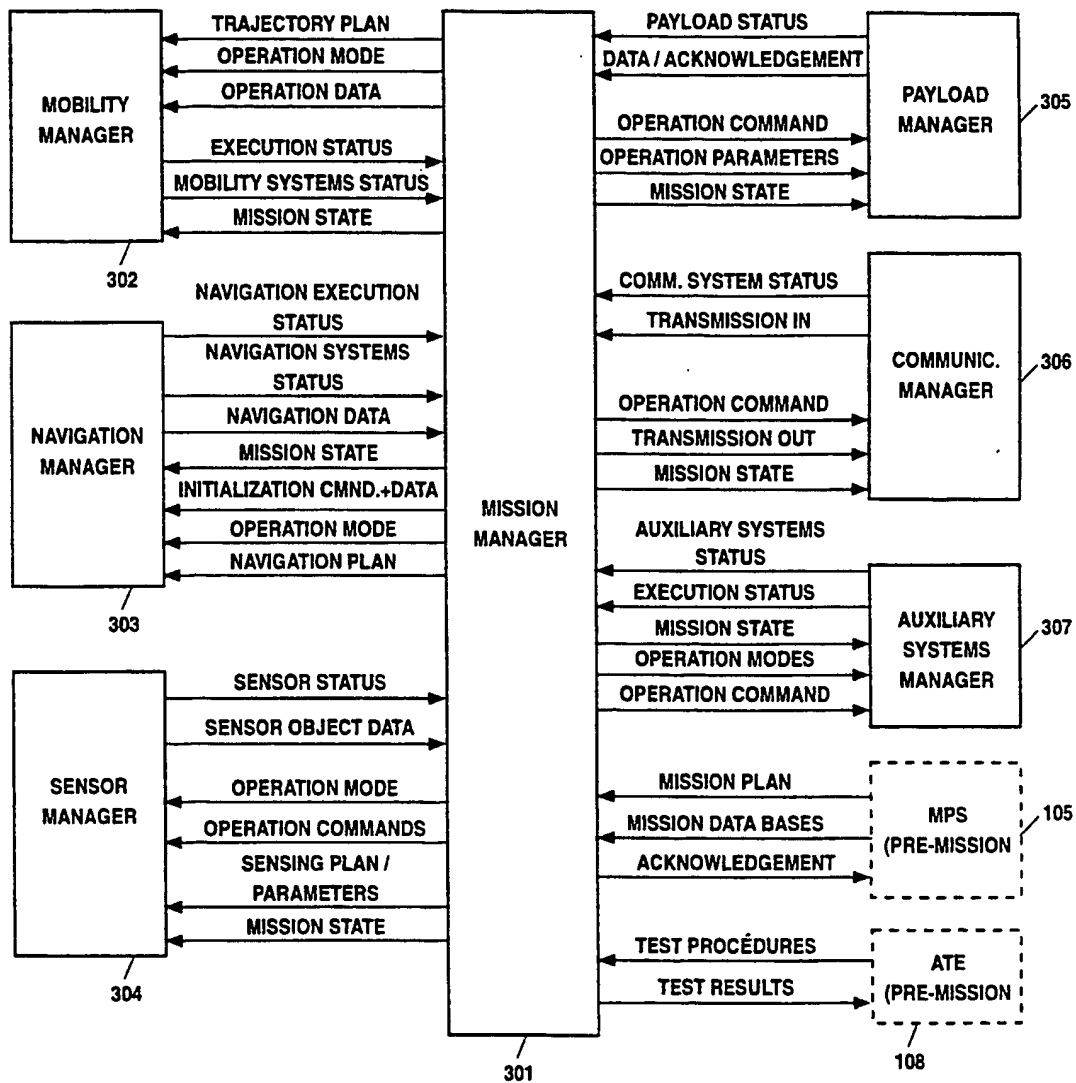 TRAJECTORY PLAN
OPERATION MODE
OPERATION DATA
MOBILITY
MANAGER
EXECUTION STATUS
MOBILITY SYSTEMS STATUS
MISSION STATE
302
NAVIGATION EXECUTION
STATUS
NAVIGATION SYSTEMS
STATUS
NAVIGATION DATA
NAVIGATION
MANAGER
MISSION STATE
INITIALIZATION CMND.+DATA
OPERATION MODE
NAVIGATION PLAN
303
SENSOR STATUS
SENSOR OBJECT DATA
SENSOR
MANAGER
OPERATION MODE
OPERATION COMMANDS
SENSING PLAN /
PARAMETERS
MISSION STATE
304
MISSION
MANAGER
301
PAYLOAD STATUS
DATA / ACKNOWLEDGEMENT
PAYLOAD
MANAGER
305
OPERATION COMMAND
OPERATION PARAMETERS
MISSION STATE
COMM. SYSTEM STATUS
TRANSMISSION IN
COMMUNIC.
MANAGER
306
OPERATION COMMAND
TRANSMISSION OUT
MISSION STATE
AUXILIARY SYSTEMS
STATUS
EXECUTION STATUS
MISSION STATE
OPERATION MODES
OPERATION COMMAND
AUXILIARY
SYSTEMS
MANAGER
307
MISSION PLAN
MISSION DATA BASES
ACKNOWLEDGEMENT
MPS
(PRE-MISSION
105
TEST PROCÉDURES
TEST RESULTS
ATE
(PRE-MISSION
108